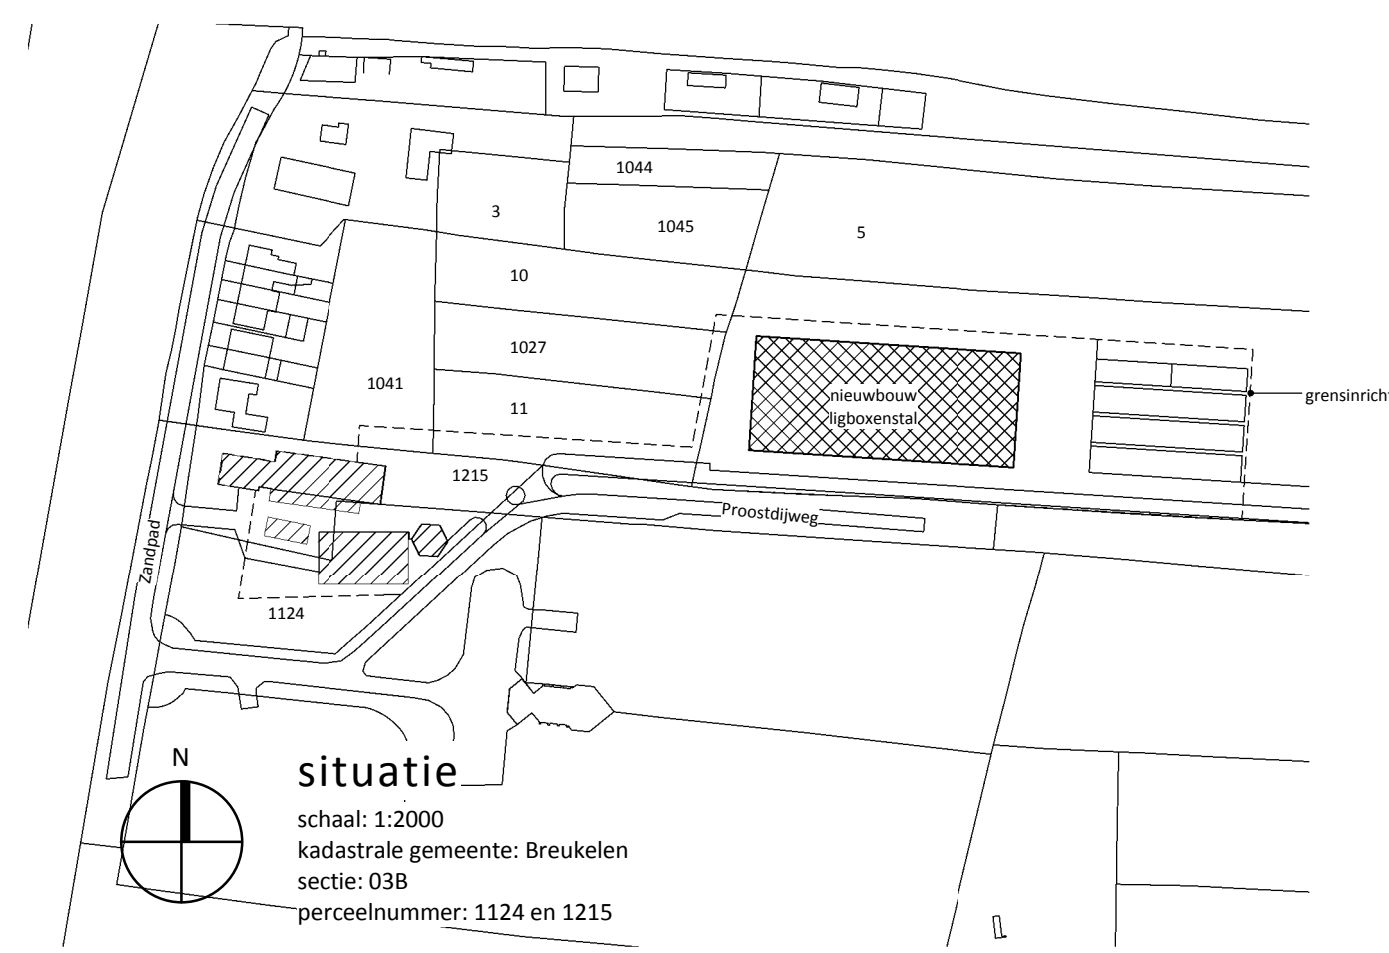 1044
3
1045
5
10
1027
1041
nieuwbouw
ligboxenstal
grensinricht
11
1215
Proostdijweg
Zandpad
1124
N
situatie
schaal: 1:2000
kadastrale gemeente: Breukelen
sectie: 03B
perceelnummer: 1124 en 1215